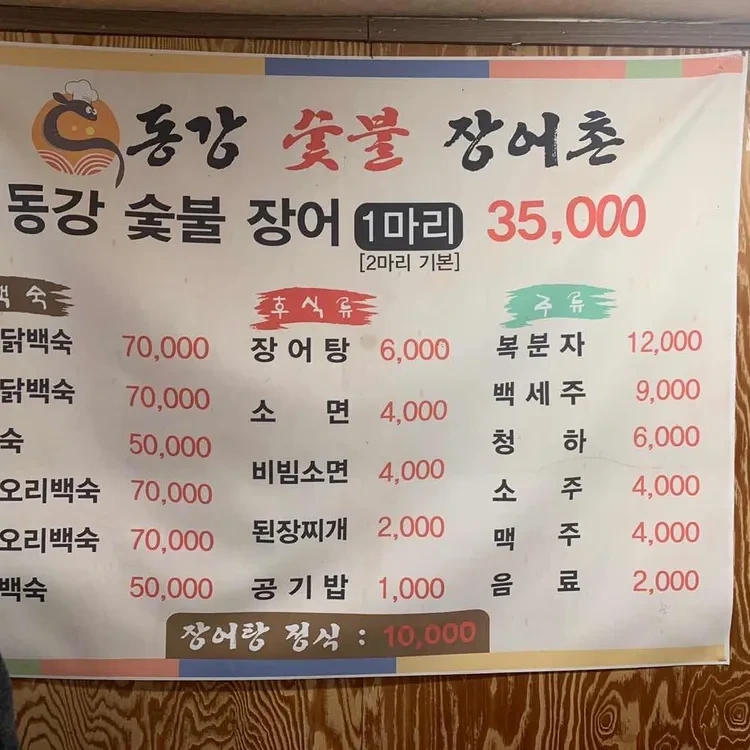 동강 숯불 장어촌
동강 숯불 장어 1마리 35,000
[2마리 기본]
백숙
닭백숙 70,000
닭백숙 70,000
숙 50,000
오리백숙 70,000
오리백숙 70,000
백숙 50,000
후식류
장어탕 6,000
소면 4,000
비빔소면 4,000
된장찌개 2,000
공기밥 1,000
주류
복분자 12,000
백세주 9,000
청하 6,000
소주 4,000
맥주 4,000
음료 2,000
장어탕 정식 : 10,000